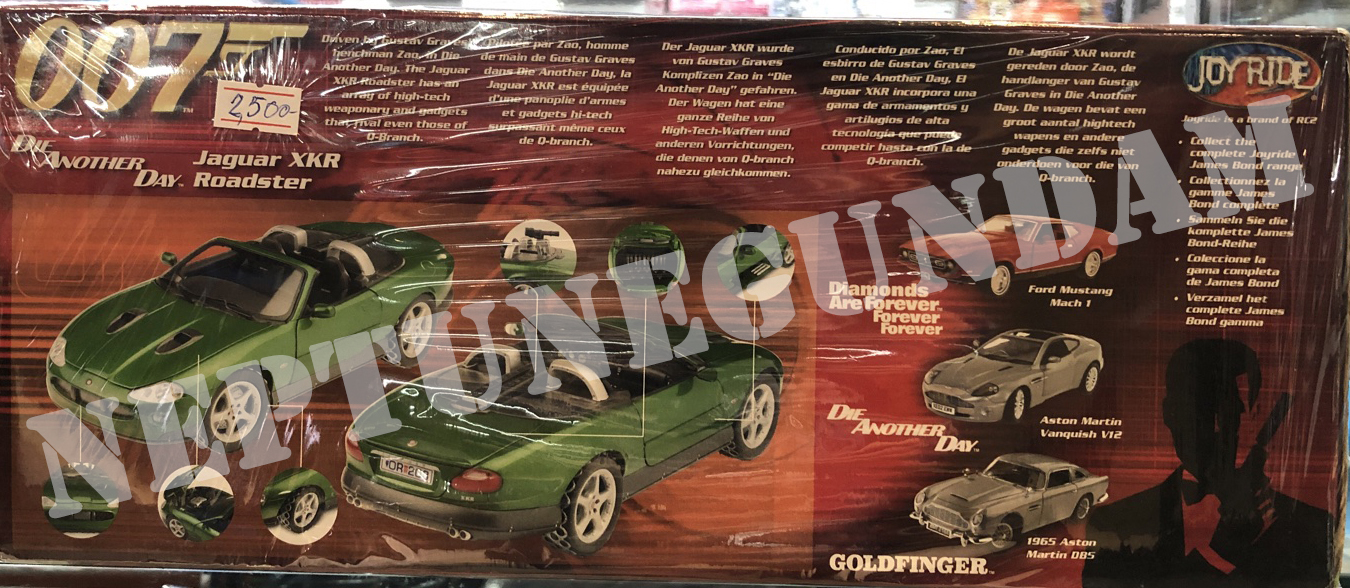 007
2,500-
DIE
ANOTHER
DAY
Jaguar XKR
Roadster
Driven by Gustav Graves
henchman Zao, in Die
Another Day. The Jaguar
XKR Roadster has an
array of high-tech
weaponry and gadgets
that rival even those of
Q-Branch.
Pilotée par Zao, homme
de main de Gustav Graves
dans Die Another Day, la
Jaguar XKR est équipée
d'une panoplie d'armes
et gadgets hi-tech
surpassant même ceux
de Q-branch.
Der Jaguar XKR wurde
von Gustav Graves
Komplizen Zao in "Die
Another Day" gefahren.
Der Wagen hat eine
ganze Reihe von
High-Tech-Waffen und
anderen Vorrichtungen,
die denen von Q-branch
nahezu gleichkommen.
Conducido por Zao, El
esbirro de Gustav Graves
en Die Another Day, El
Jaguar XKR incorpora una
gama de armamentos y
artilugios de alta
tecnología que puede
competir hasta con la de
Q-branch.
De Jaguar XKR wordt
gereden door Zao, de
handlanger van Gustav
Graves in Die Another
Day. De wagen bevat een
groot aantal hightech
wapens en andere
gadgets die zelfs niet
onderdoen voor die van
Q-branch.
JOYRIDE
Joyride is a brand of RC2
• Collect the
complete Joyride
James Bond range
• Collectionnez la
gamme James
Bond complete
• Sammeln Sie die
komplette James
Bond-Reihe
• Coleccione la
gama completa
de James Bond
• Verzamel het
complete James
Bond gamma
Diamonds
Are Forever
Forever
Forever
Ford Mustang
Mach 1
DIE
ANOTHER
DAY
Aston Martin
Vanquish V12
GOLDFINGER
1965 Aston
Martin DB5
XKR
NEPTUNEGUNDAM